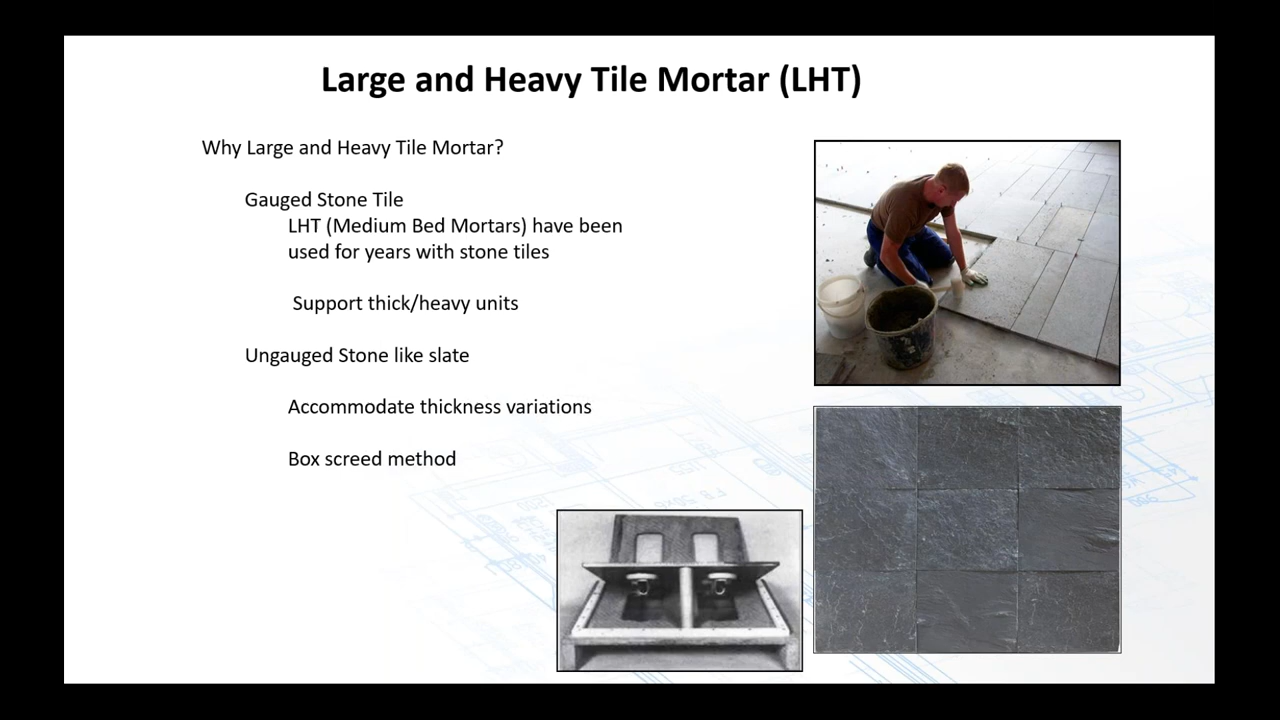 Large and Heavy Tile Mortar (LHT)
Why Large and Heavy Tile Mortar?
Gauged Stone Tile
LHT (Medium Bed Mortars) have been
used for years with stone tiles
Support thick/heavy units
Ungauged Stone like slate
Accommodate thickness variations
Box screed method